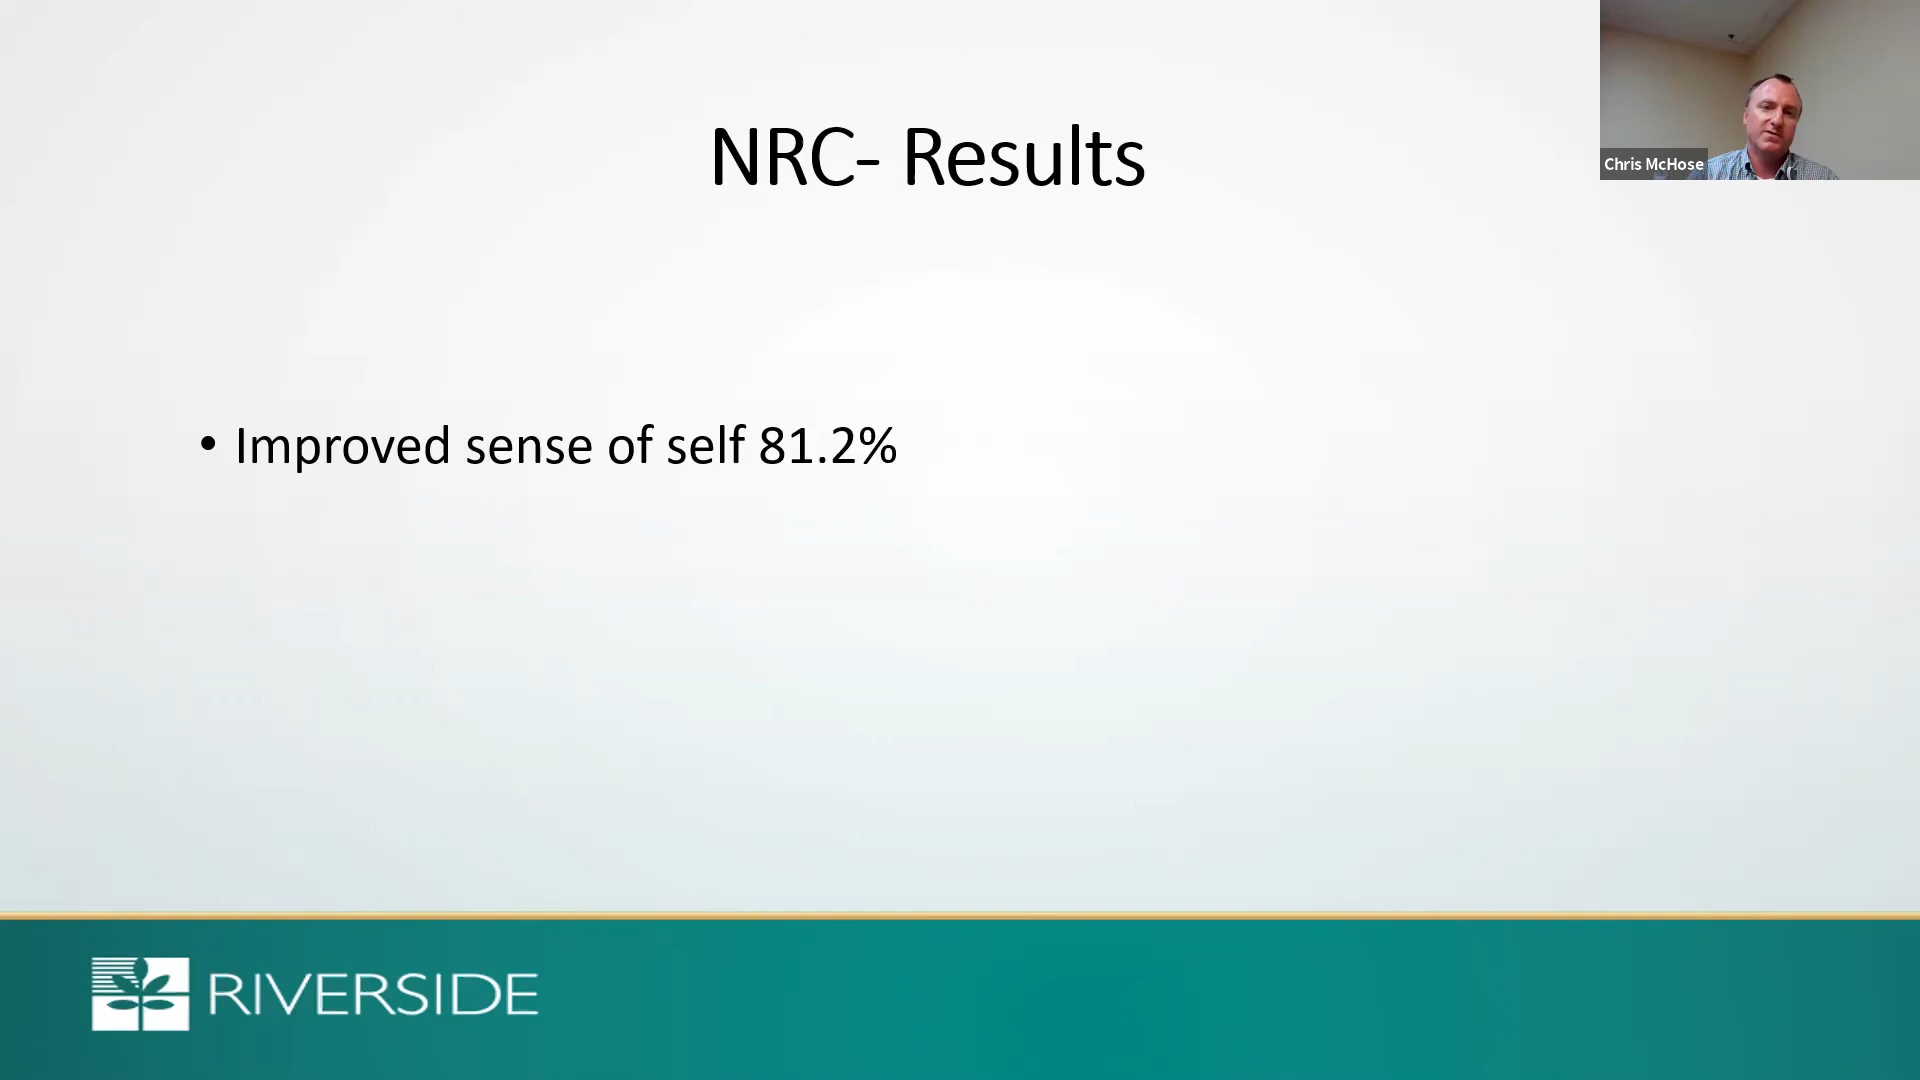 NRC- Results
Chris McHose
• Improved sense of self 81.2%
RIVERSIDE